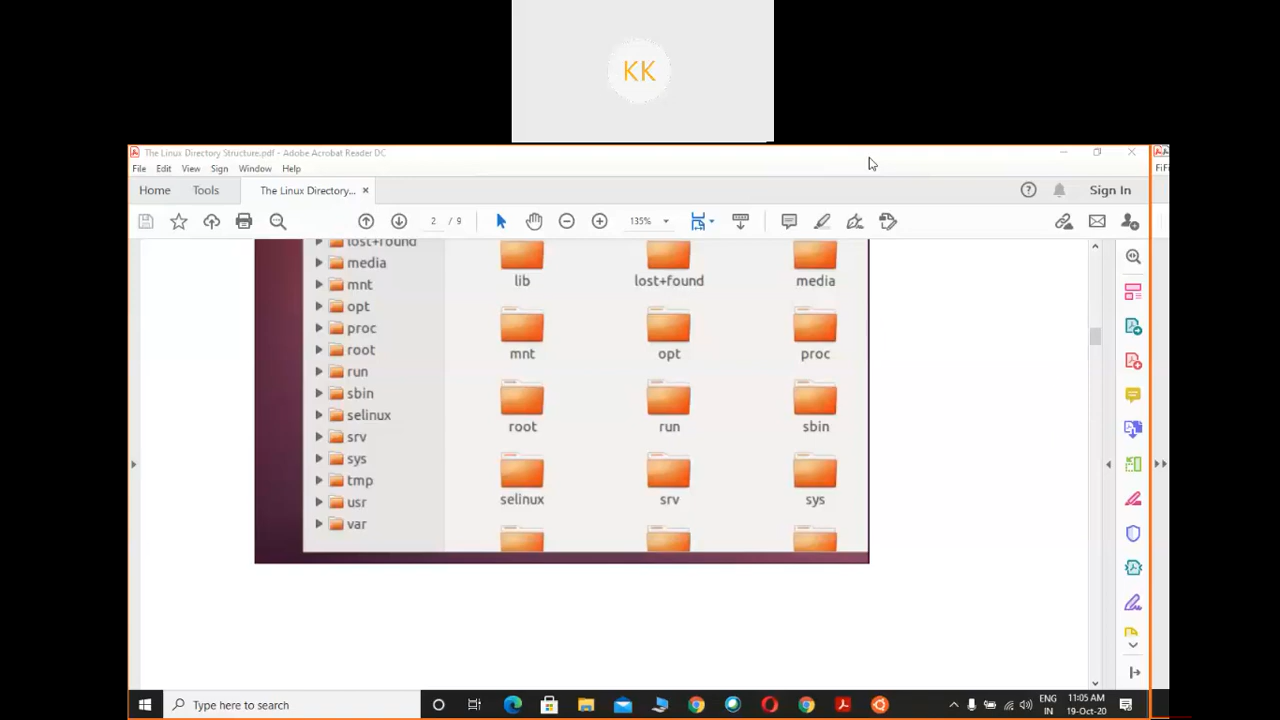 KK
The Linux Directory Structure.pdf - Adobe Acrobat Reader DC
File Edit View Sign Window Help
Home Tools The Linux Directory... × Sign In
2 / 9 135%
lost+found
media
mnt
opt
proc
root
run
sbin
selinux
srv
sys
tmp
usr
var
lib lost+found media
mnt opt proc
root run sbin
selinux srv sys
Type here to search
ENG
IN
11:05 AM
19-Oct-20